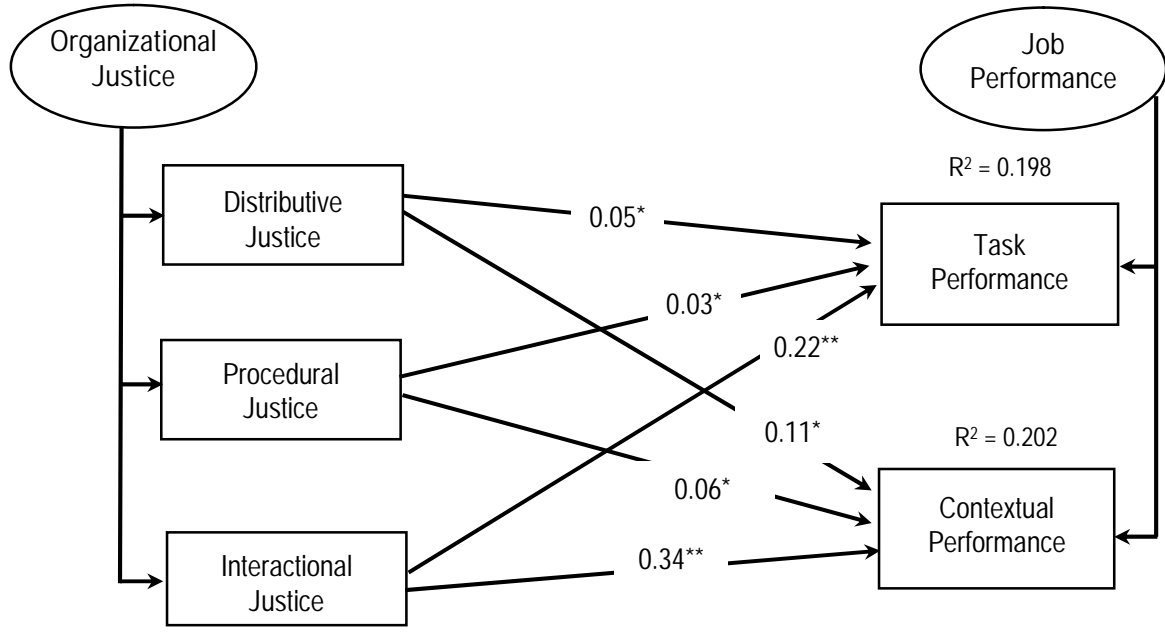 Organizational
Justice
Job
Performance
R² = 0.198
Distributive
Justice
0.05*
Task
Performance
0.03*
0.22**
Procedural
Justice
0.11*
R² = 0.202
0.06*
Contextual
Performance
0.34**
Interactional
Justice